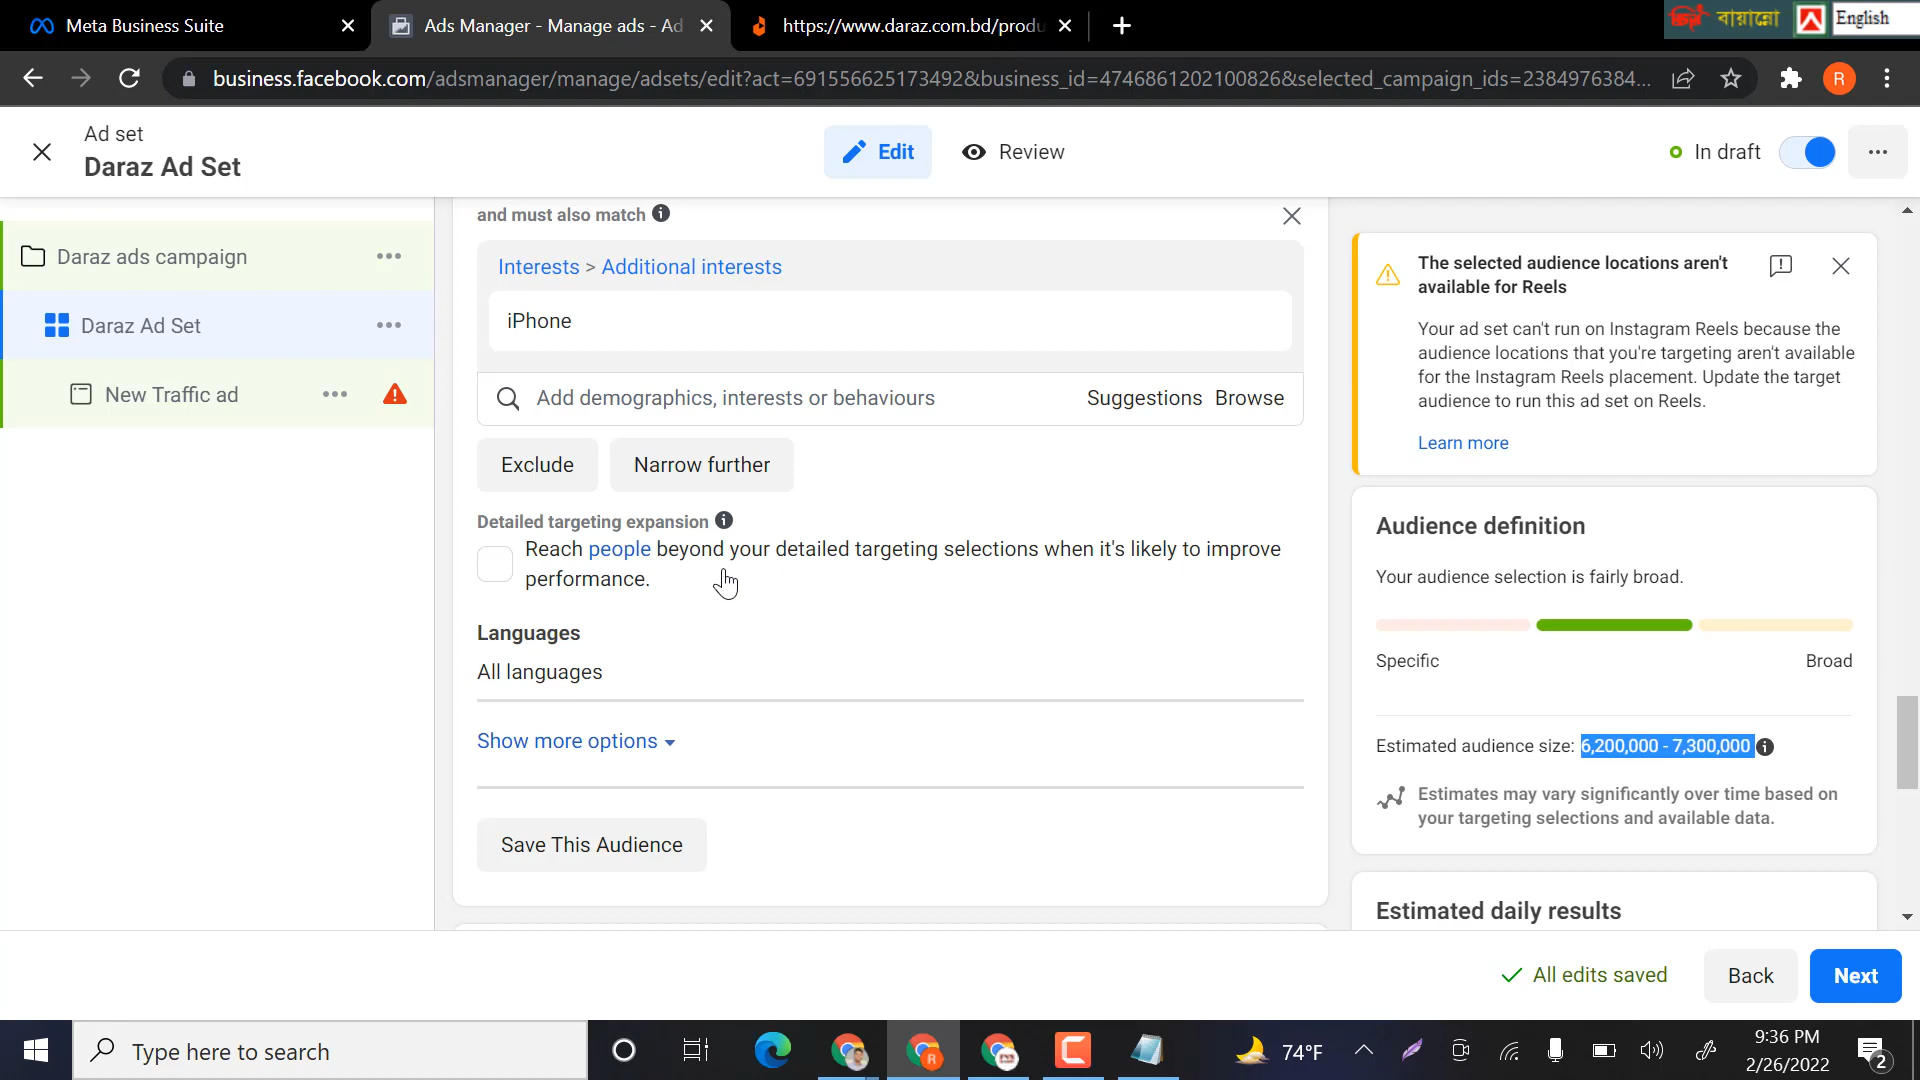 Meta Business Suite
Ads Manager - Manage ads - Ad
https://www.daraz.com.bd/produ
বায়ান্নো
English
business.facebook.com/adsmanager/manage/adsets/edit?act=691556625173492&business_id=4746861202100826&selected_campaign_ids=2384976384...
R
Ad set
Daraz Ad Set
Edit
Review
In draft
Daraz ads campaign
Daraz Ad Set
New Traffic ad
and must also match
Interests > Additional interests
iPhone
Add demographics, interests or behaviours
Suggestions
Browse
Exclude
Narrow further
Detailed targeting expansion
Reach people beyond your detailed targeting selections when it's likely to improve
performance.
Languages
All languages
Show more options
Save This Audience
The selected audience locations aren't
available for Reels
Your ad set can't run on Instagram Reels because the
audience locations that you're targeting aren't available
for the Instagram Reels placement. Update the target
audience to run this ad set on Reels.
Learn more
Audience definition
Your audience selection is fairly broad.
Specific
Broad
Estimated audience size: 6,200,000 - 7,300,000
Estimates may vary significantly over time based on
your targeting selections and available data.
Estimated daily results
All edits saved
Back
Next
Type here to search
R
74°F
9:36 PM
2/26/2022
2